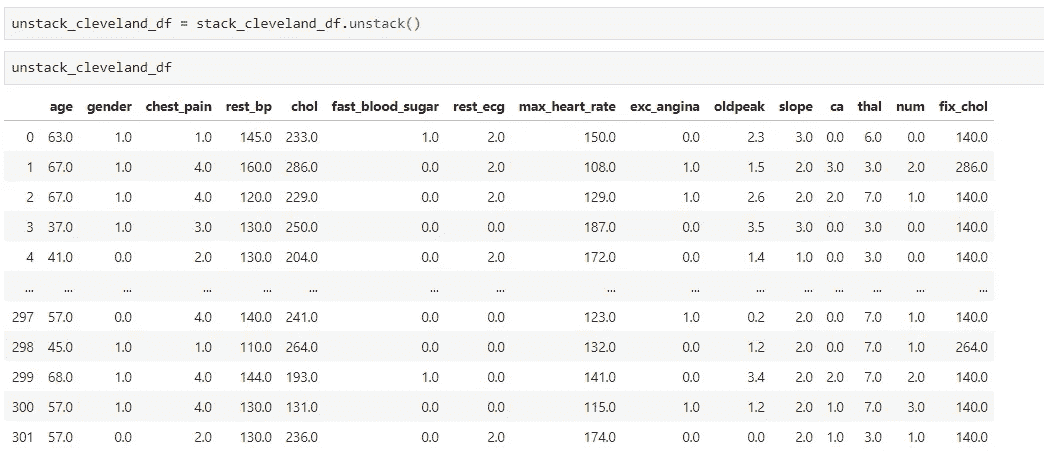 unstack_cleveland_df = stack_cleveland_df.unstack()
unstack_cleveland_df
age gender chest_pain rest_bp chol fast_blood_sugar rest_ecg max_heart_rate exc_angina oldpeak slope ca thal num fix_chol
0 63.0 1.0 1.0 145.0 233.0 1.0 2.0 150.0 0.0 2.3 3.0 0.0 6.0 0.0 140.0
1 67.0 1.0 4.0 160.0 286.0 0.0 2.0 108.0 1.0 1.5 2.0 3.0 3.0 2.0 286.0
2 67.0 1.0 4.0 120.0 229.0 0.0 2.0 129.0 1.0 2.6 2.0 2.0 7.0 1.0 140.0
3 37.0 1.0 3.0 130.0 250.0 0.0 0.0 187.0 0.0 3.5 3.0 0.0 3.0 0.0 140.0
4 41.0 0.0 2.0 130.0 204.0 0.0 2.0 172.0 0.0 1.4 1.0 0.0 3.0 0.0 140.0
... ... ... ... ... ... ... ... ... ... ... ... ... ... ... ...
297 57.0 0.0 4.0 140.0 241.0 0.0 0.0 123.0 1.0 0.2 2.0 0.0 7.0 1.0 140.0
298 45.0 1.0 1.0 110.0 264.0 0.0 0.0 132.0 0.0 1.2 2.0 0.0 7.0 1.0 264.0
299 68.0 1.0 4.0 144.0 193.0 1.0 0.0 141.0 0.0 3.4 2.0 2.0 7.0 2.0 140.0
300 57.0 1.0 4.0 130.0 131.0 0.0 0.0 115.0 1.0 1.2 2.0 1.0 7.0 3.0 140.0
301 57.0 0.0 2.0 130.0 236.0 0.0 2.0 174.0 0.0 0.0 2.0 1.0 3.0 1.0 140.0